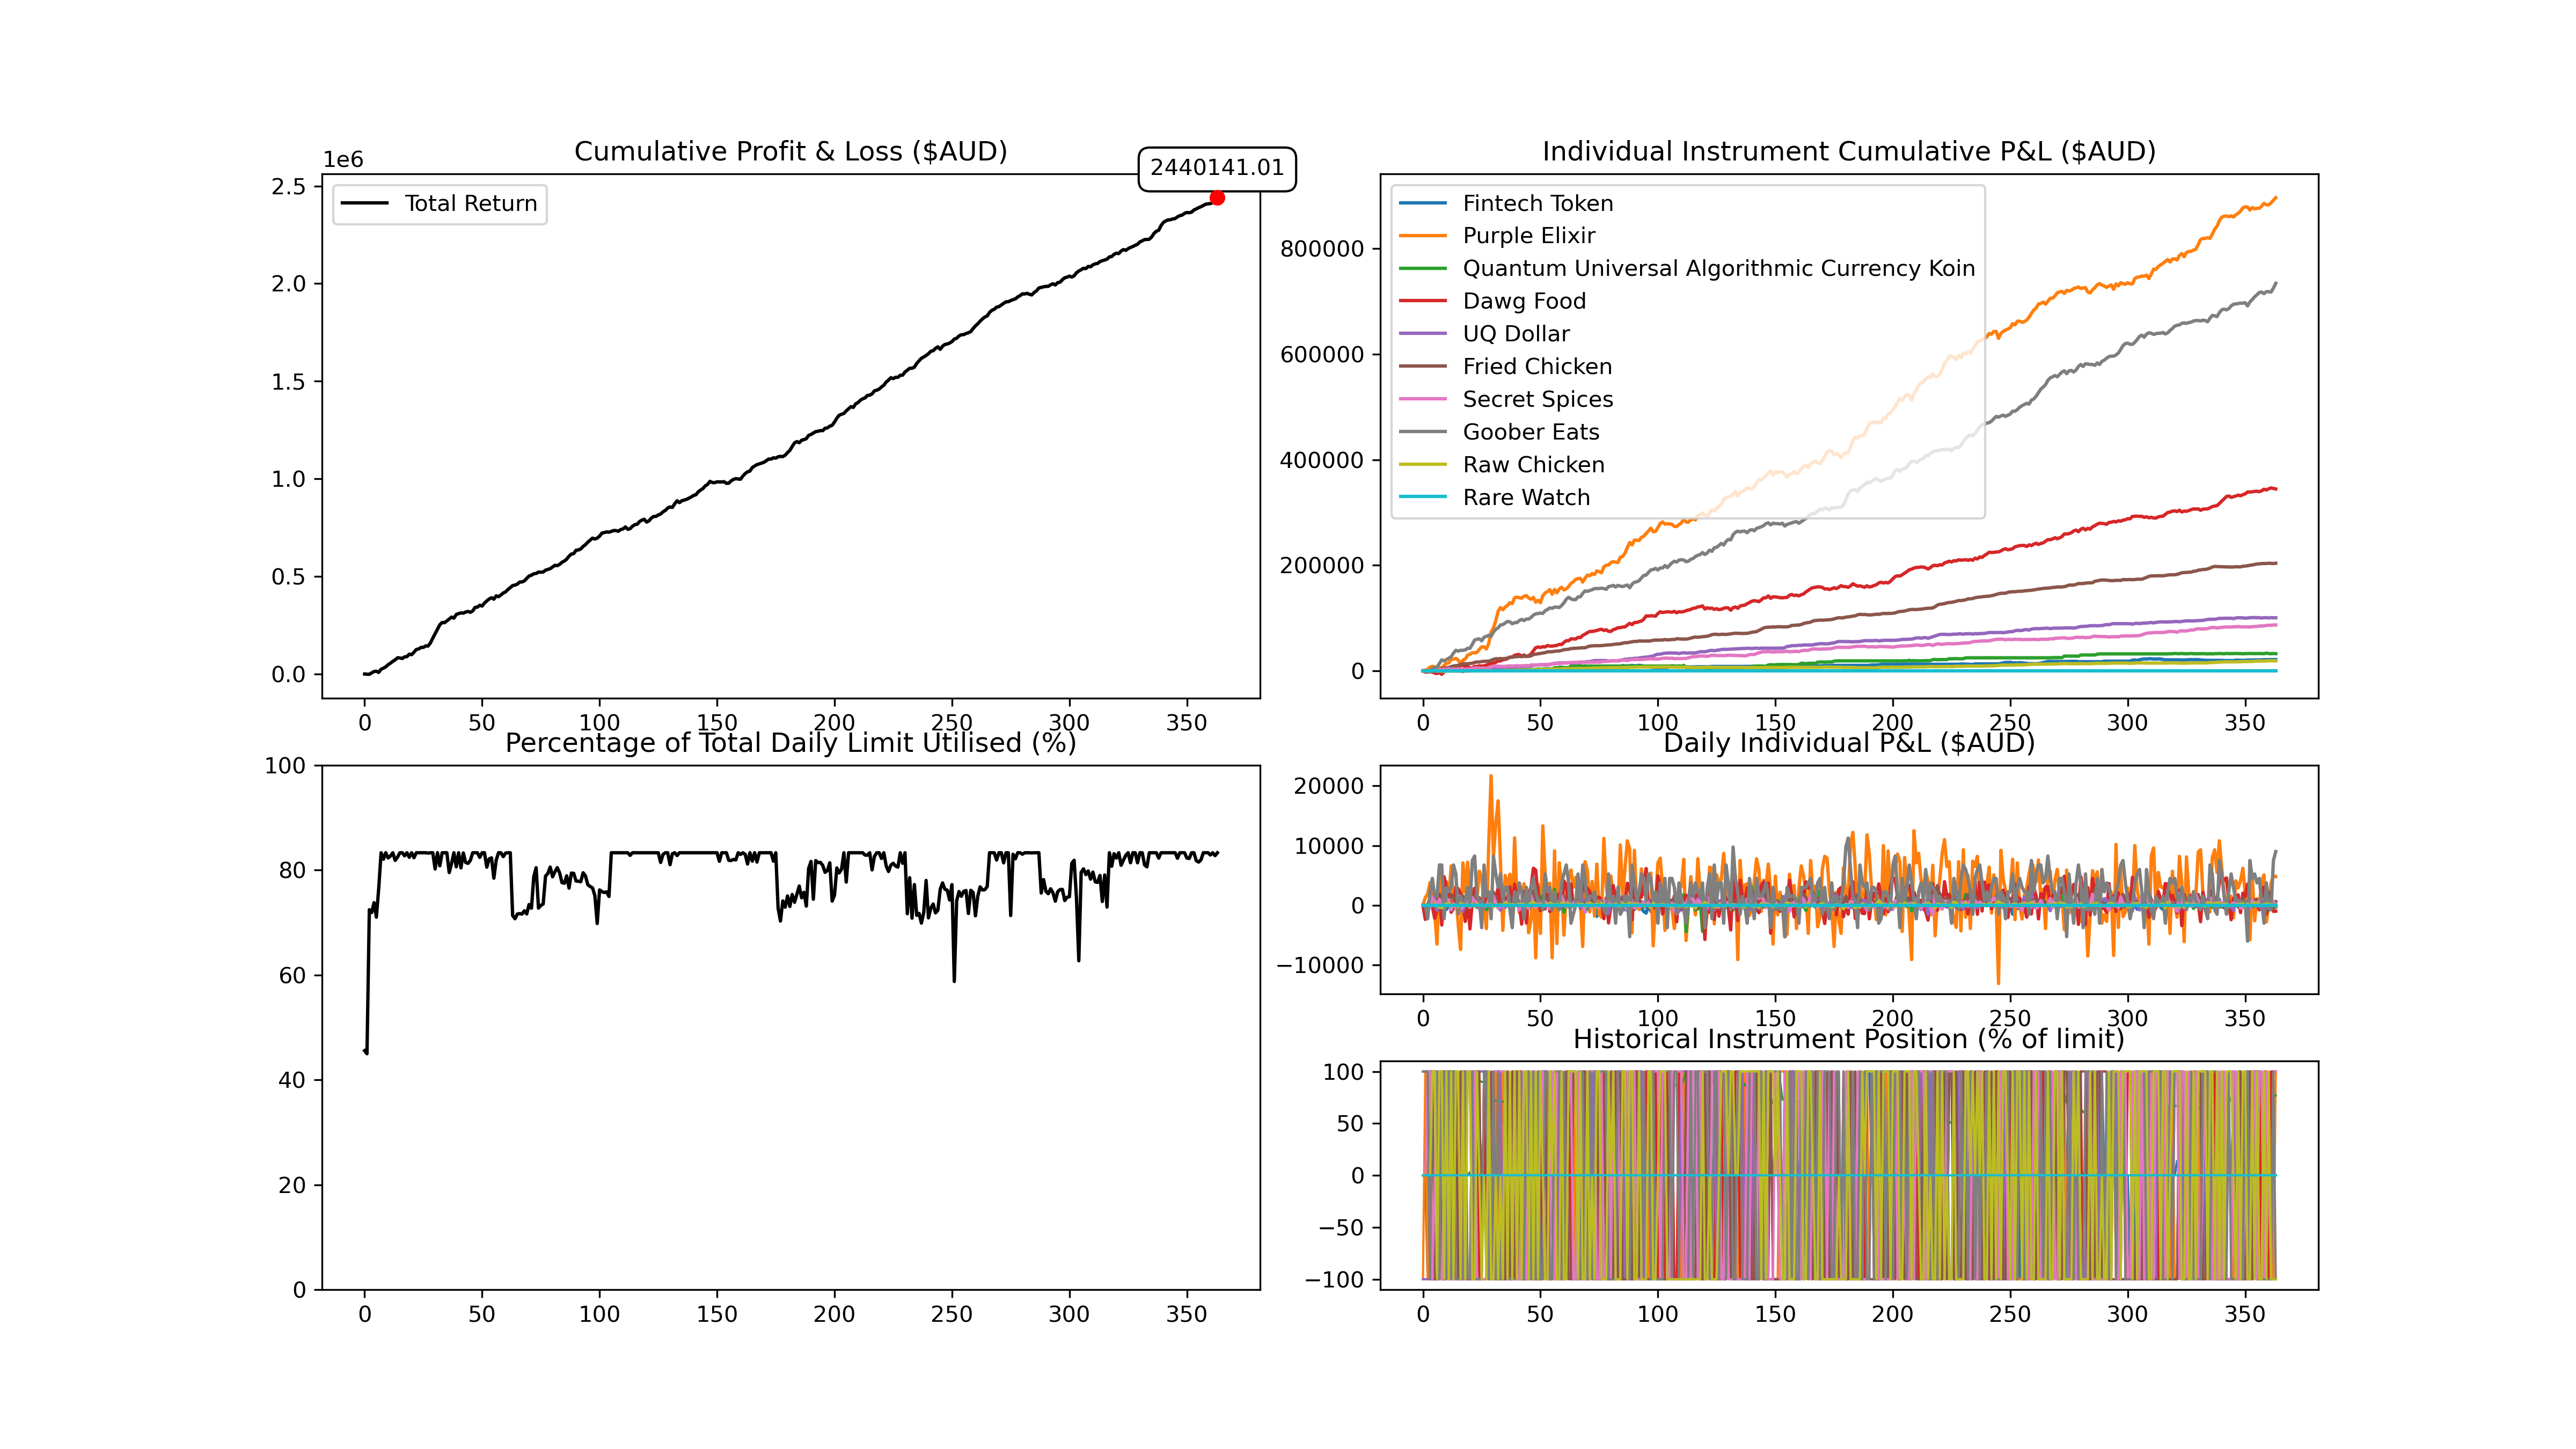 Cumulative Profit & Loss ($AUD)
1e6
2440141.01
Total Return
2.5
2.0
1.5
1.0
0.5
0.0
0 50 100 150 200 250 300 350
Individual Instrument Cumulative P&L ($AUD)
Fintech Token
Purple Elixir
Quantum Universal Algorithmic Currency Koin
Dawg Food
UQ Dollar
Fried Chicken
Secret Spices
Goober Eats
Raw Chicken
Rare Watch
800000
600000
400000
200000
0
0 50 100 150 200 250 300 350
Percentage of Total Daily Limit Utilised (%)
100
80
60
40
20
0
0 50 100 150 200 250 300 350
Daily Individual P&L ($AUD)
20000
10000
0
−10000
0 50 100 150 200 250 300 350
Historical Instrument Position (% of limit)
100
50
0
−50
−100
0 50 100 150 200 250 300 350